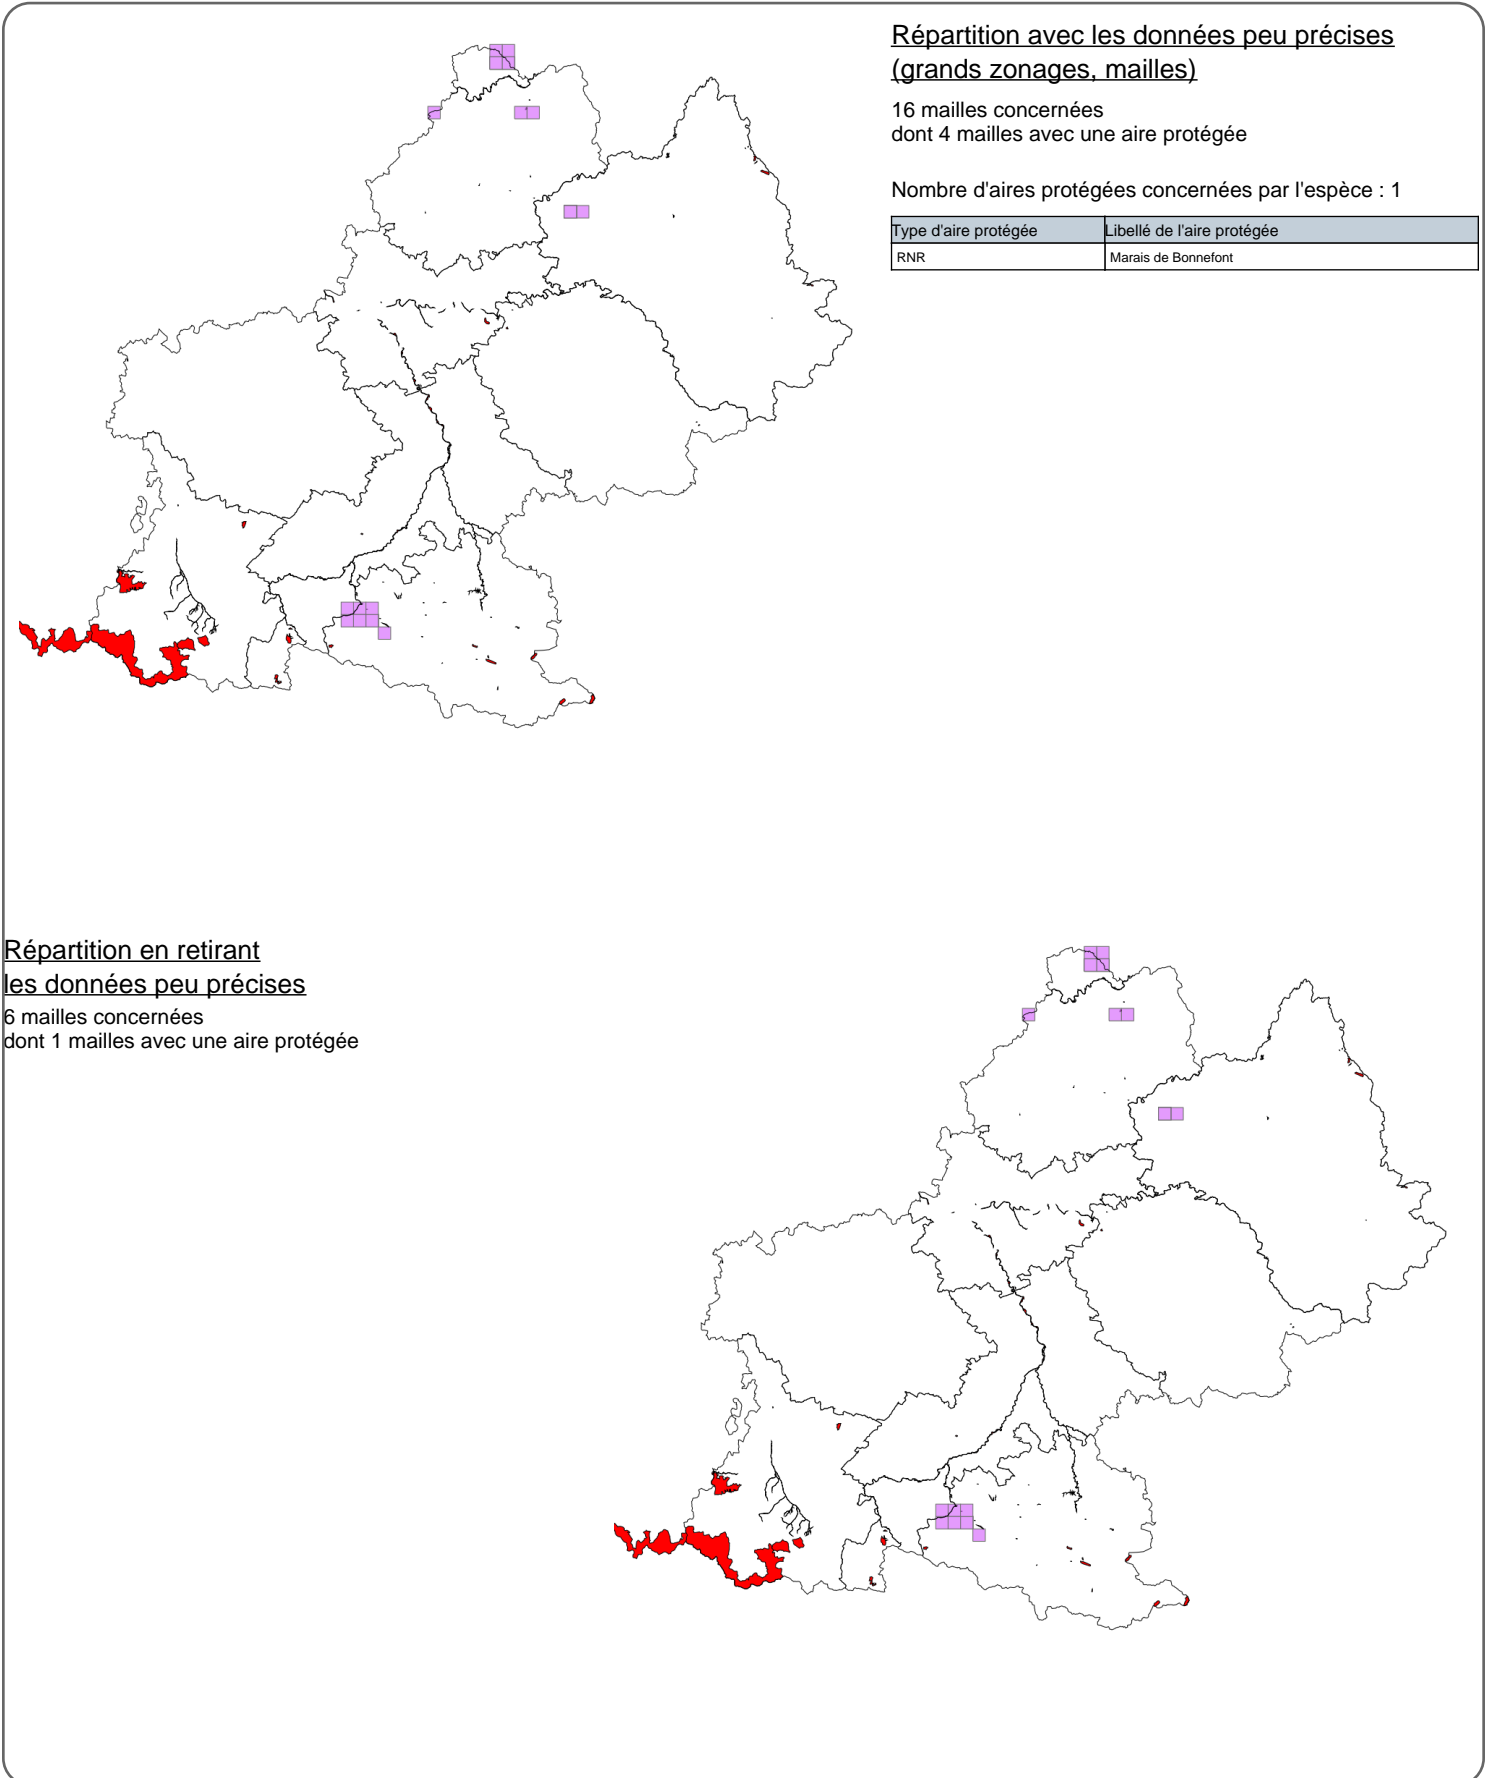 Répartition avec les données peu précises
(grands zonages, mailles)
16 mailles concernées
dont 4 mailles avec une aire protégée
Nombre d'aires protégées concernées par l'espèce : 1
Type d'aire protégée Libellé de l'aire protégée
RNR Marais de Bonnefont
Répartition en retirant
les données peu précises
6 mailles concernées
dont 1 mailles avec une aire protégée